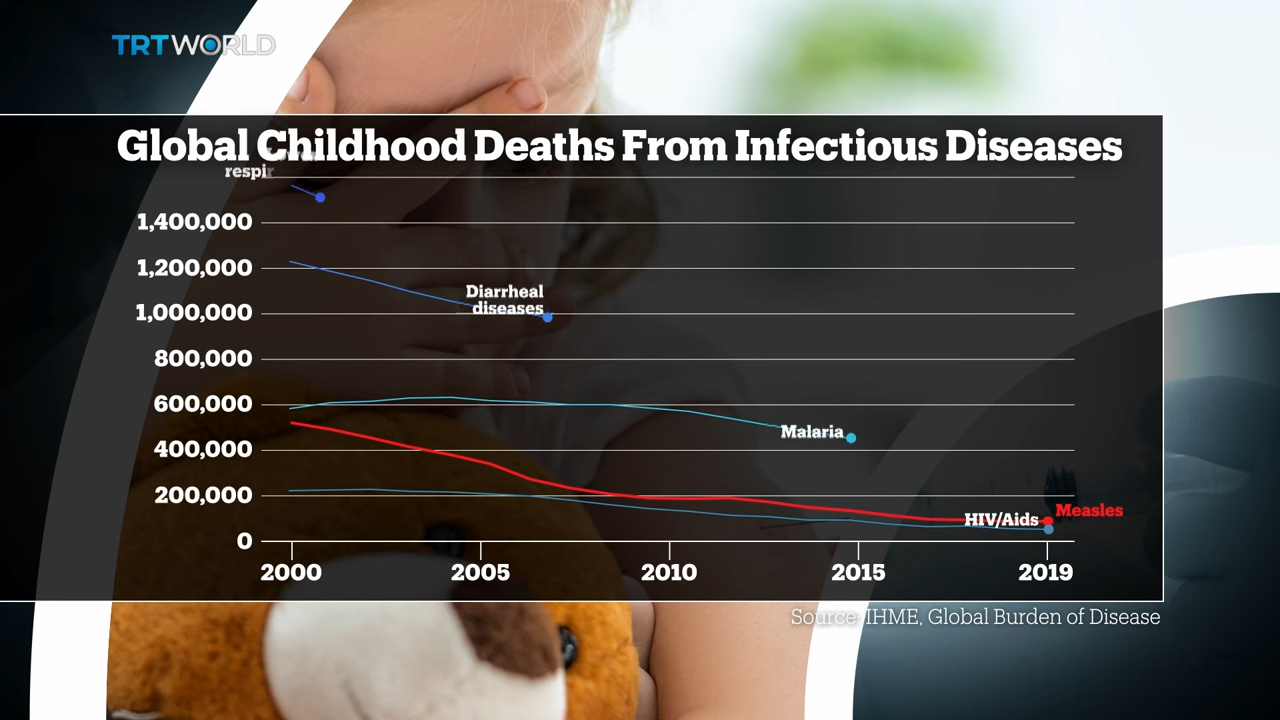 TRT WORLD
Global Childhood Deaths From Infectious Diseases
1,400,000
1,200,000
1,000,000
800,000
600,000
400,000
200,000
0
Diarrheal
diseases
Malaria
HIV/Aids
Measles
2000 2005 2010 2015 2019
Source: IHME, Global Burden of Disease